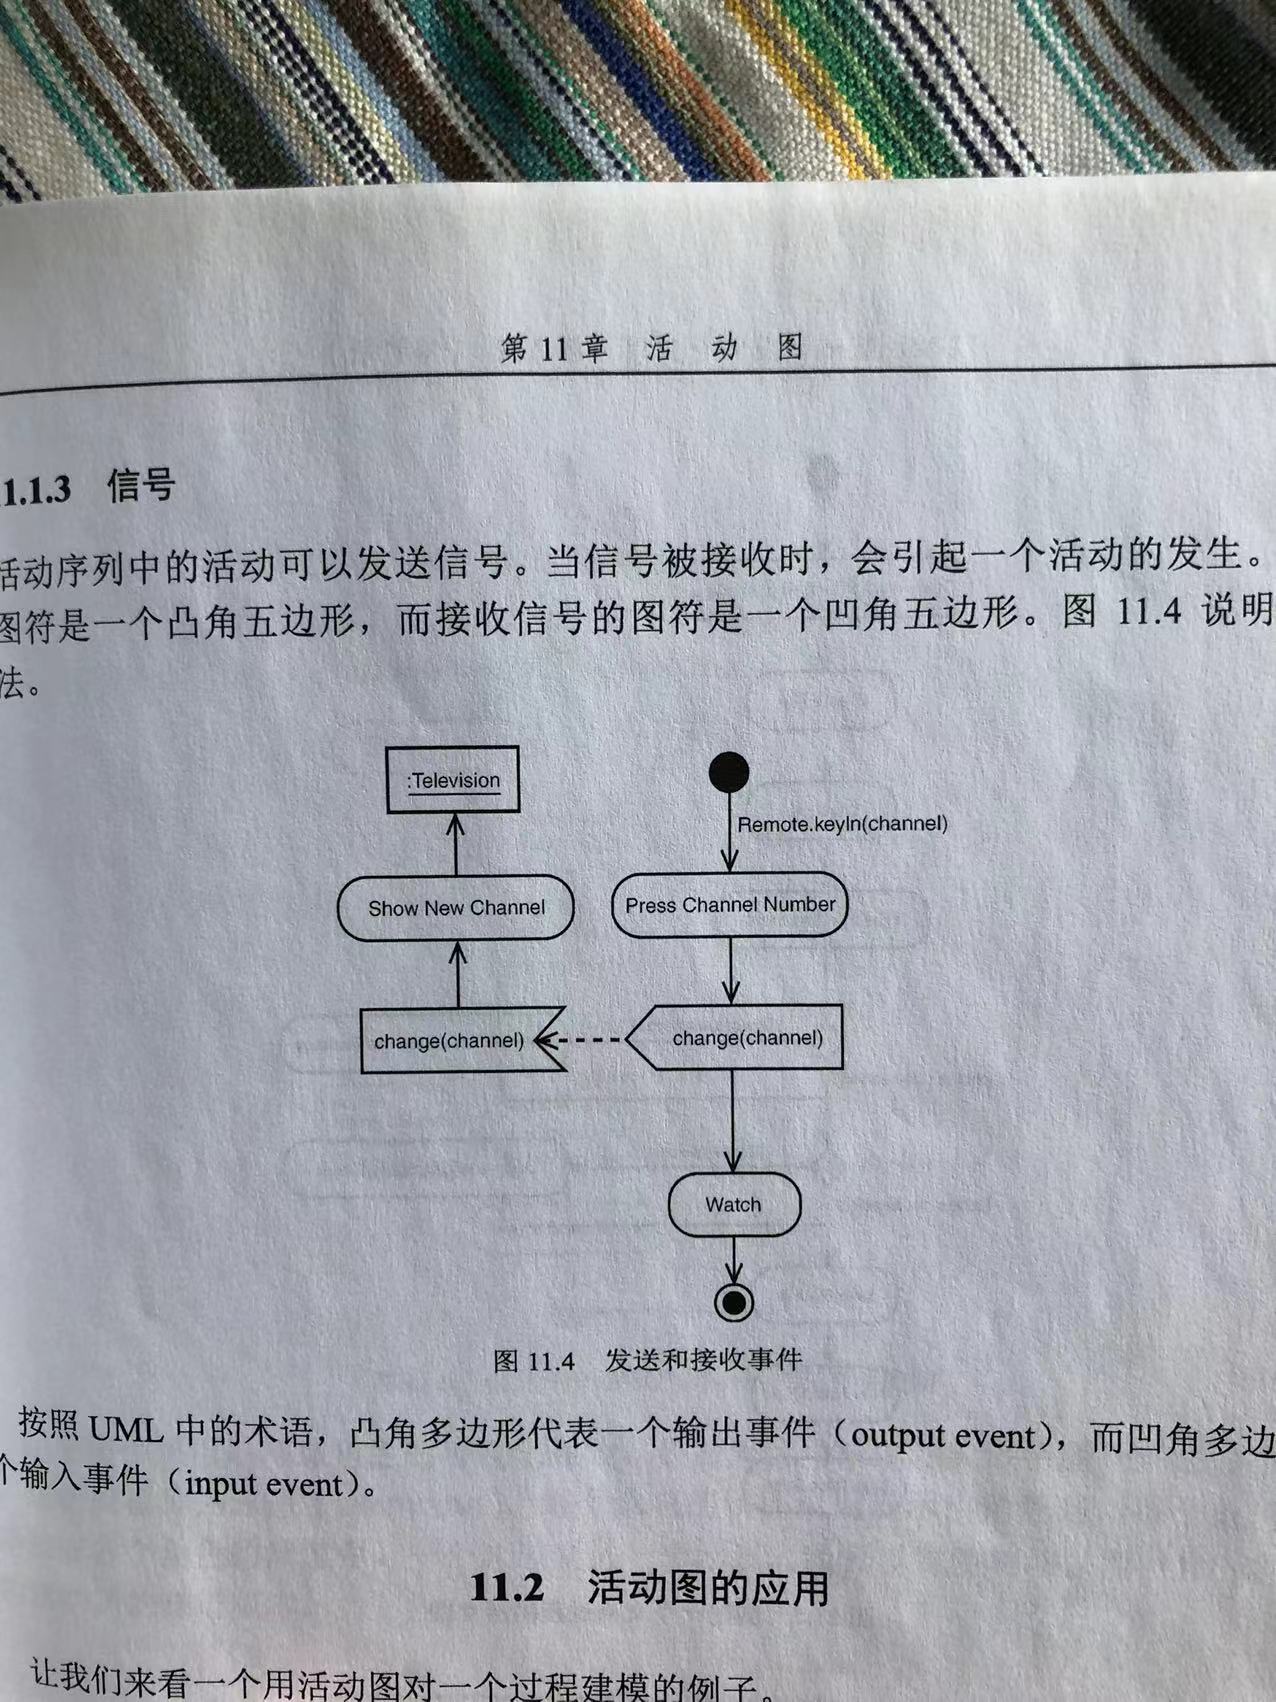 第 11 章 活 动 图
1.1.3 信号
活动序列中的活动可以发送信号。当信号被接收时，会引起一个活动的发生。
图符是一个凸角五边形，而接收信号的图符是一个凹角五边形。图 11.4 说明
法。
:Television
Remote.keyIn(channel)
Show New Channel
Press Channel Number
change(channel)
change(channel)
Watch
图 11.4 发送和接收事件
按照 UML 中的术语，凸角多边形代表一个输出事件（output event），而凹角多边
个输入事件（input event）。
11.2 活动图的应用
让我们来看一个用活动图对一个过程建模的例子。